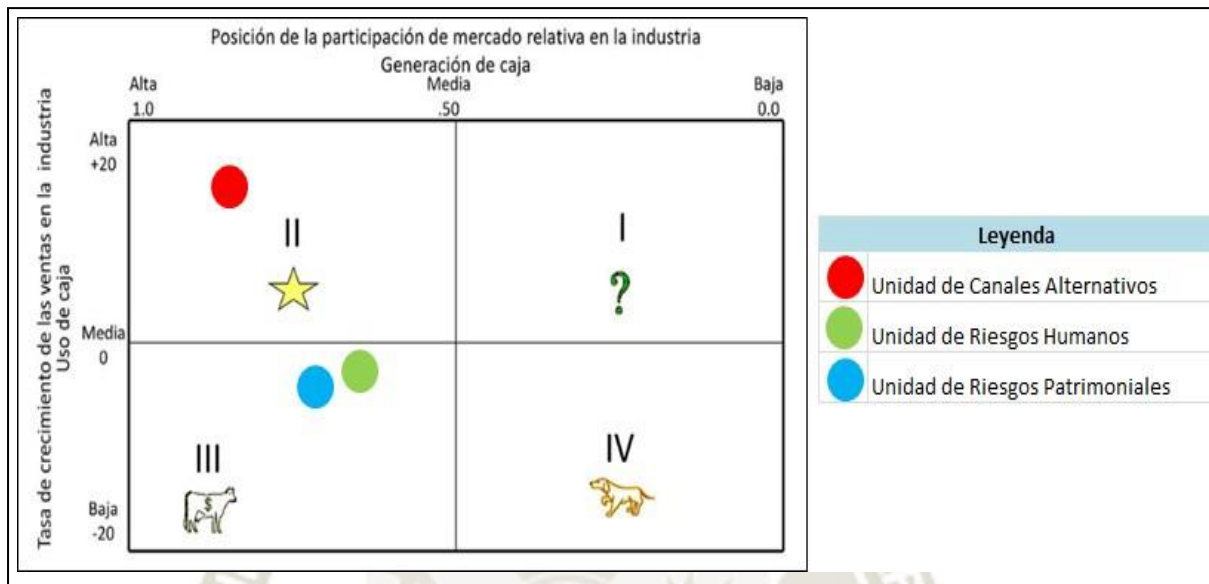 Posición de la participación de mercado relativa en la industria
Generación de caja
Alta
Media
Baja
1.0
.50
0.0
Tasa de crecimiento de las ventas en la industria
Uso de caja
Alta
+20
II
I
?
Media
0
III
$
IV
Baja
-20
Leyenda
Unidad de Canales Alternativos
Unidad de Riesgos Humanos
Unidad de Riesgos Patrimoniales